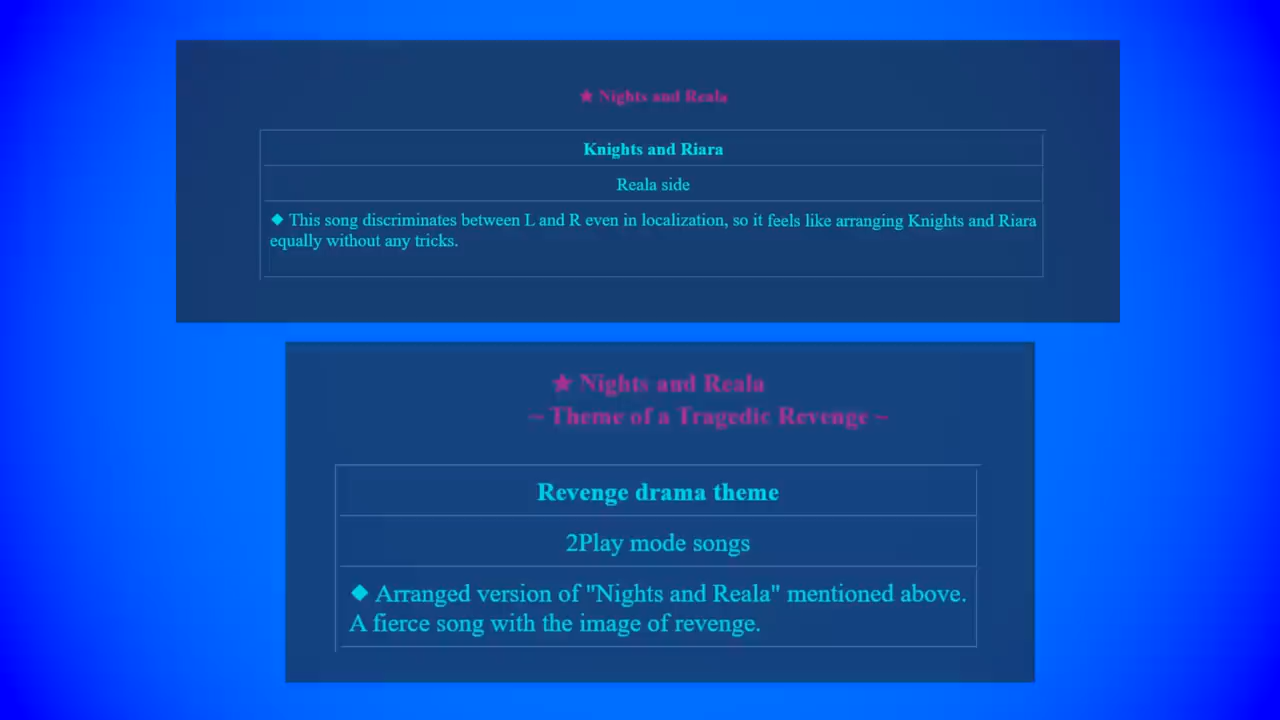 ★ Nights and Reala
Knights and Riara
Reala side
◆ This song discriminates between L and R even in localization, so it feels like arranging Knights and Riara
equally without any tricks.
★ Nights and Reala
~ Theme of a Tragedic Revenge ~
Revenge drama theme
2Play mode songs
◆ Arranged version of "Nights and Reala" mentioned above.
A fierce song with the image of revenge.